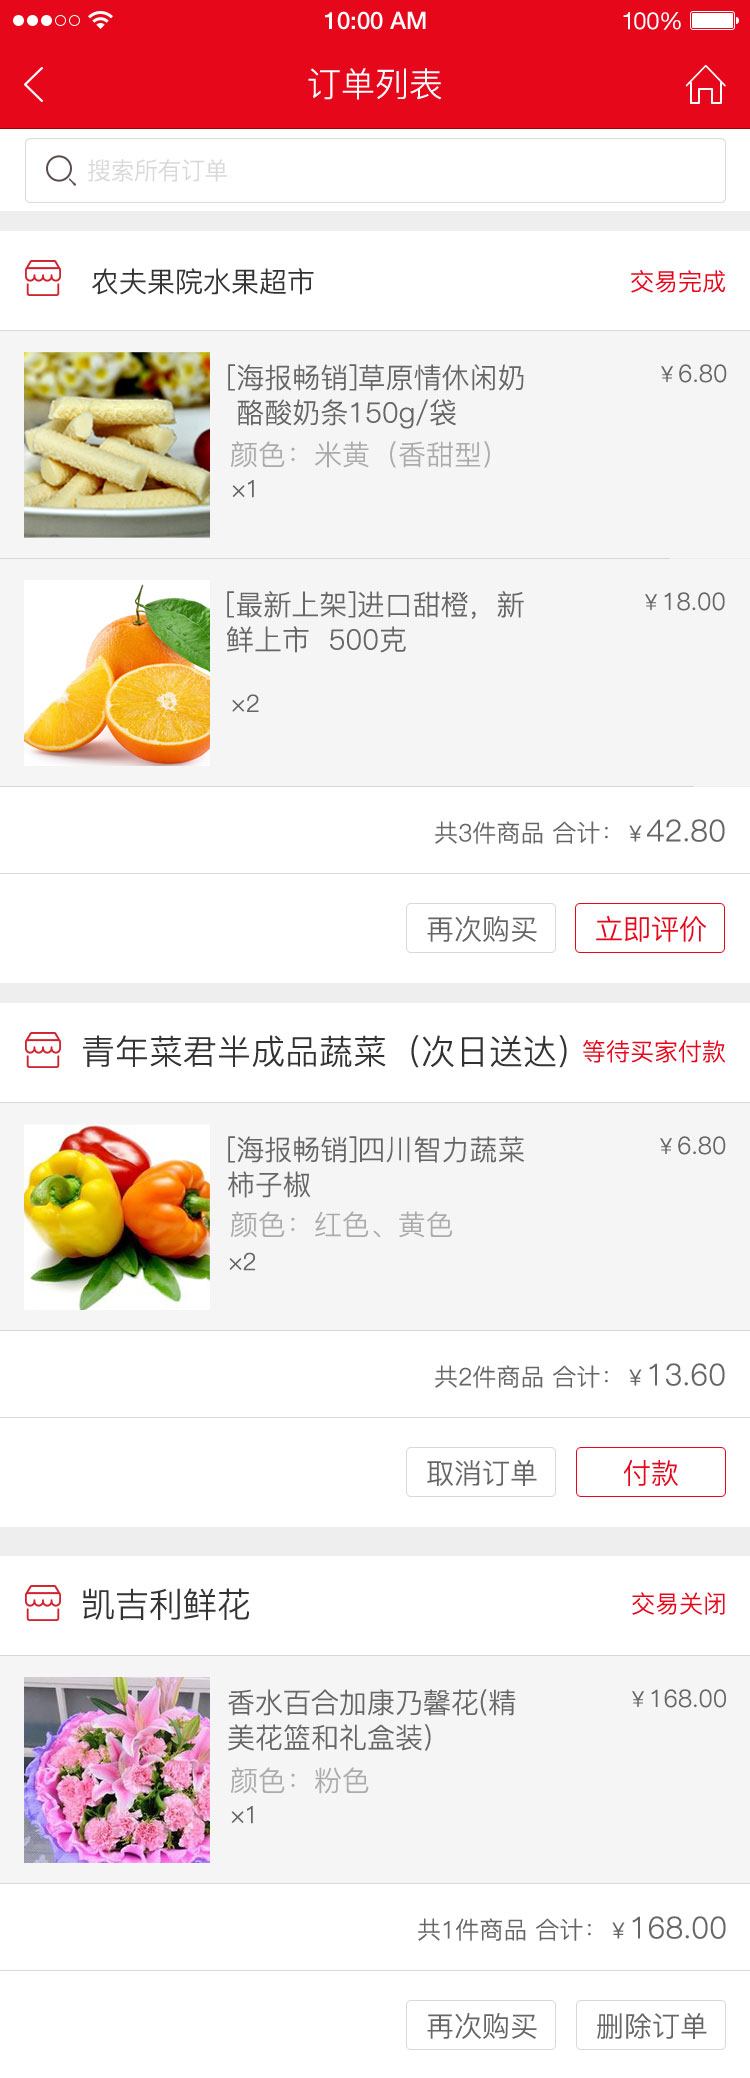 10:00 AM
100%
订单列表
搜索所有订单
农夫果院水果超市
交易完成
[海报畅销]草原情休闲奶
￥6.80
酪酸奶条150g/袋
颜色：米黄（香甜型）
×1
[最新上架]进口甜橙，新
￥18.00
鲜上市 500克
×2
共3件商品 合计：￥42.80
再次购买
立即评价
青年菜君半成品蔬菜（次日送达）
等待买家付款
[海报畅销]四川智力蔬菜
￥6.80
柿子椒
颜色：红色、黄色
×2
共2件商品 合计：￥13.60
取消订单
付款
凯吉利鲜花
交易关闭
香水百合加康乃馨花(精
￥168.00
美花篮和礼盒装)
颜色：粉色
×1
共1件商品 合计：￥168.00
再次购买
删除订单